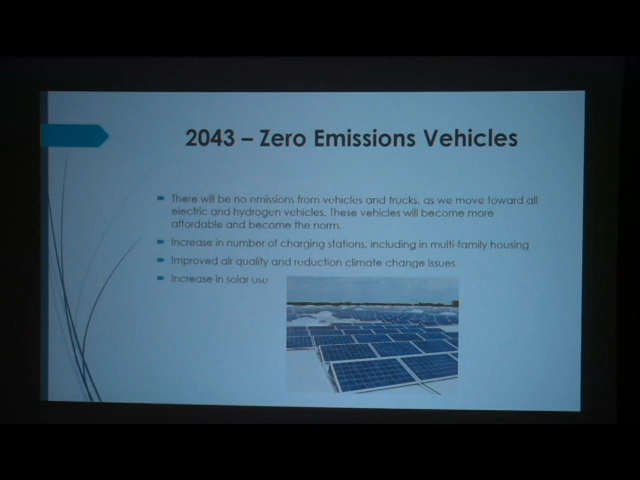 2043 – Zero Emissions Vehicles
There will be no emissions from vehicles and trucks, as we move toward all
electric and hydrogen vehicles. These vehicles will become more
affordable and become the norm.
Increase in number of charging stations, including in multi-family housing
Improved air quality and reduction climate change issues
Increase in solar use